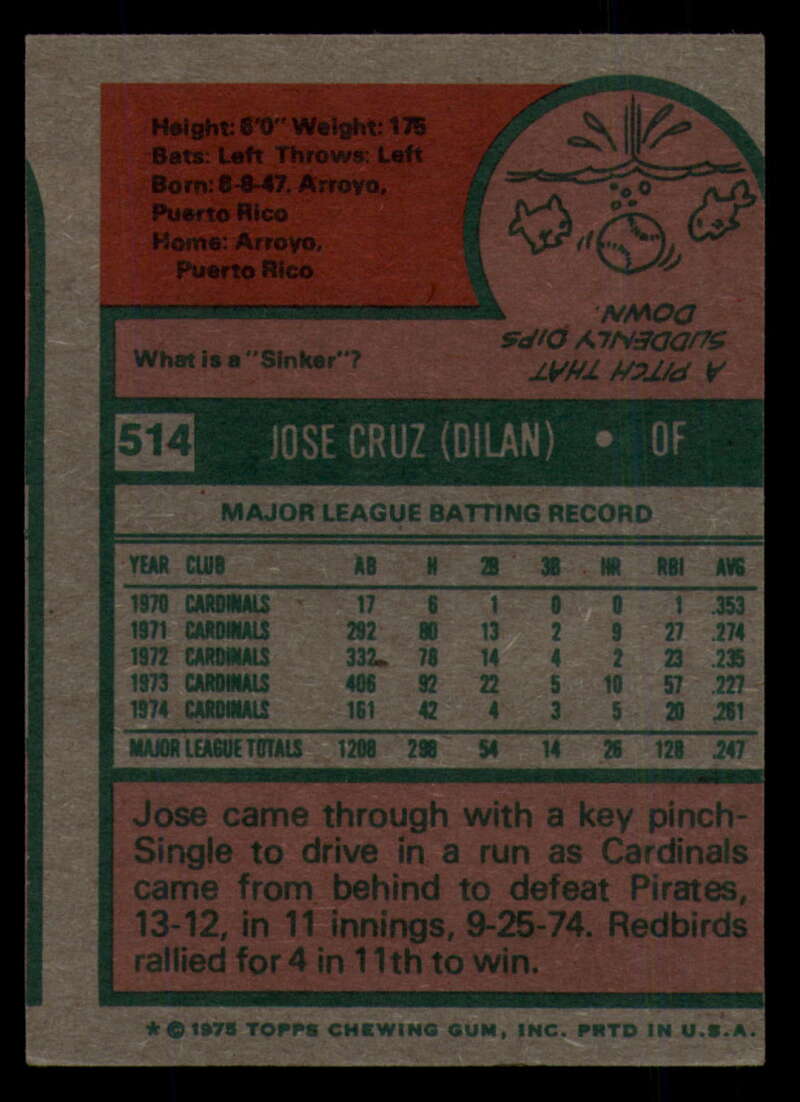 Height: 6'0" Weight: 175
Bats: Left Throws: Left
Born: 8-8-47, Arroyo,
Puerto Rico
Home: Arroyo,
Puerto Rico
What is a "Sinker"?
A PITCH THAT
SUDDENLY DIPS
DOWN.
514 JOSE CRUZ (DILAN) • OF
MAJOR LEAGUE BATTING RECORD
YEAR CLUB AB H 2B 3B HR RBI AVG
1970 CARDINALS 17 6 1 0 0 1 .353
1971 CARDINALS 292 80 13 2 9 27 .274
1972 CARDINALS 332 78 14 4 2 23 .235
1973 CARDINALS 406 92 22 5 10 57 .227
1974 CARDINALS 161 42 4 3 5 20 .261
MAJOR LEAGUE TOTALS 1208 298 54 14 26 128 .247
Jose came through with a key pinch-
Single to drive in a run as Cardinals
came from behind to defeat Pirates,
13-12, in 11 innings, 9-25-74. Redbirds
rallied for 4 in 11th to win.
* © 1975 TOPPS CHEWING GUM, INC. PRTD IN U.S.A.